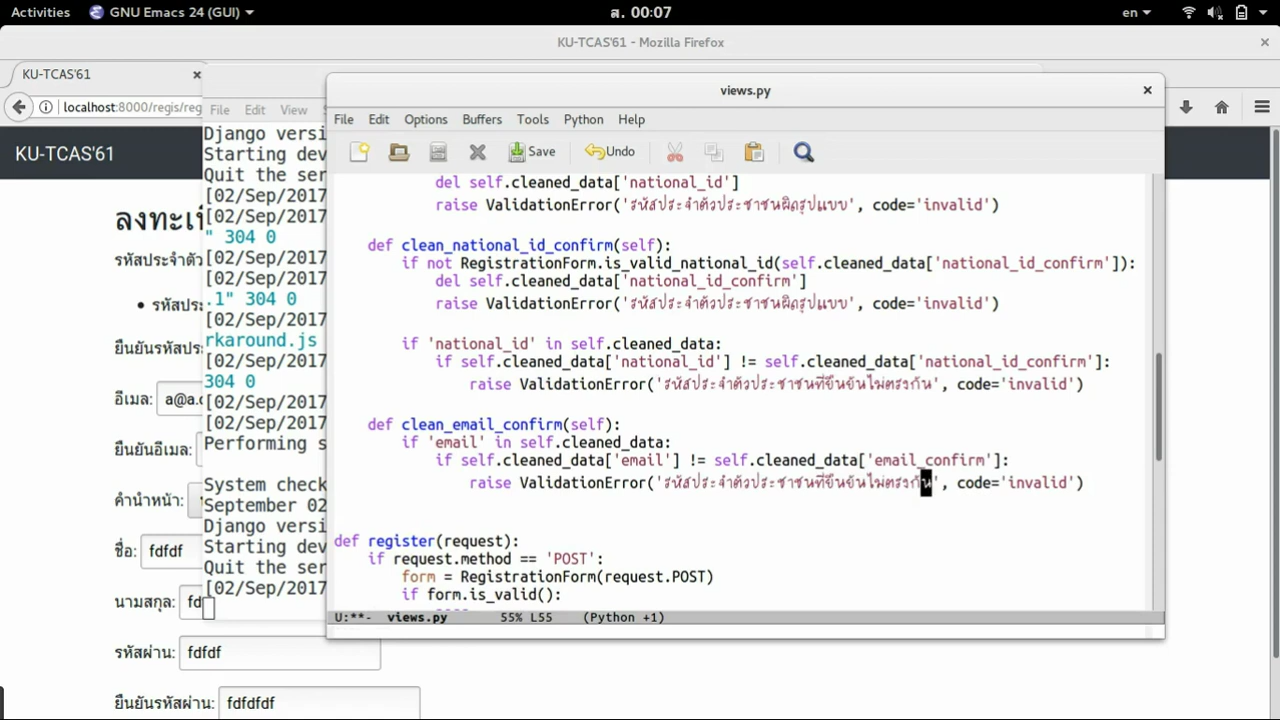 Activities GNU Emacs 24 (GUI) ส. 00:07 en
KU-TCAS'61 - Mozilla Firefox
KU-TCAS'61
localhost:8000/regis/reg
KU-TCAS'61
รหัสประจำตัว
• รหัสประ
ยืนยันรหัสประ
อีเมล: a@a.
ยืนยันอีเมล:
คำนำหน้า:
ชื่อ: fdfdf
นามสกุล: fd
รหัสผ่าน: fdfdf
ยืนยันรหัสผ่าน: fdfdfdf
File Edit View
Django versi
Starting dev
Quit the ser
[02/Sep/2017
[02/Sep/2017
" 304 0
[02/Sep/2017
[02/Sep/2017
.1" 304 0
[02/Sep/2017
rkaround.js
[02/Sep/2017
304 0
[02/Sep/2017
[02/Sep/2017
Performing s
System check
September 02
Django versi
Starting dev
Quit the ser
[02/Sep/2017
views.py
File Edit Options Buffers Tools Python Help
Save Undo
del self.cleaned_data['national_id']
raise ValidationError('รหัสประจำตัวประชาชนผิดรูปแบบ', code='invalid')
def clean_national_id_confirm(self):
if not RegistrationForm.is_valid_national_id(self.cleaned_data['national_id_confirm']):
del self.cleaned_data['national_id_confirm']
raise ValidationError('รหัสประจำตัวประชาชนผิดรูปแบบ', code='invalid')
if 'national_id' in self.cleaned_data:
if self.cleaned_data['national_id'] != self.cleaned_data['national_id_confirm']:
raise ValidationError('รหัสประจำตัวประชาชนที่ยืนยันไม่ตรงกัน', code='invalid')
def clean_email_confirm(self):
if 'email' in self.cleaned_data:
if self.cleaned_data['email'] != self.cleaned_data['email_confirm']:
raise ValidationError('รหัสประจำตัวประชาชนที่ยืนยันไม่ตรงกัน', code='invalid')
def register(request):
if request.method == 'POST':
form = RegistrationForm(request.POST)
if form.is_valid():
U:**- views.py 55% L55 (Python +1)